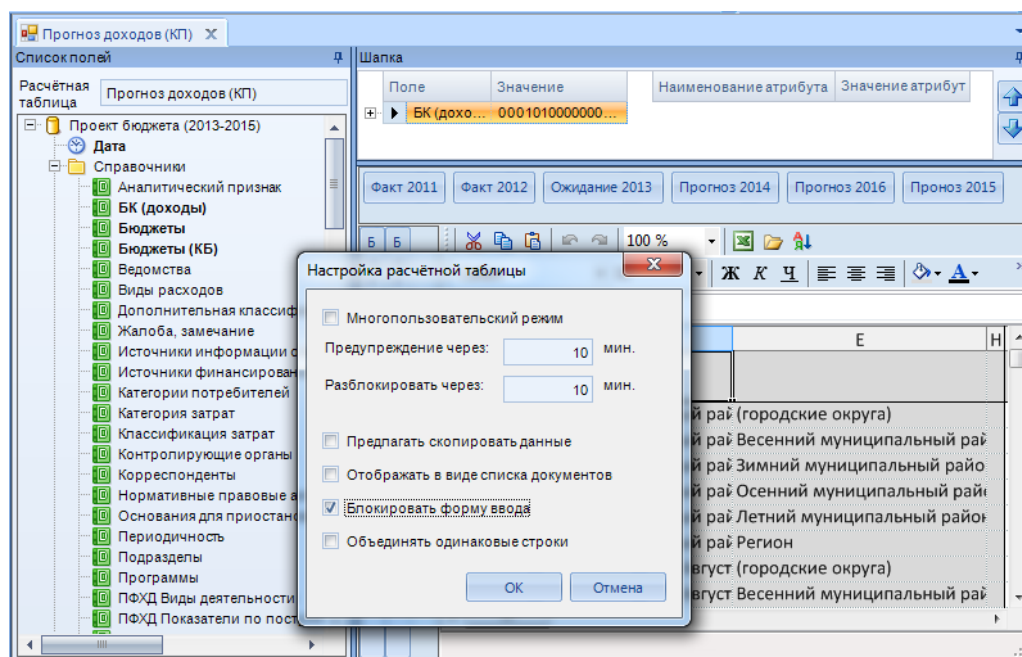 Прогноз доходов (КП)
Список полей
Расчётная таблица
Прогноз доходов (КП)
Проект бюджета (2013-2015)
Дата
Справочники
Аналитический признак
БК (доходы)
Бюджеты
Бюджеты (КБ)
Ведомства
Виды расходов
Дополнительная классиф
Жалоба, замечание
Источники информации о
Источники финансирован
Категории потребителей
Категория затрат
Классификация затрат
Контролирующие органы
Корреспонденты
Нормативные правовые а
Основания для приостано
Периодичность
Подразделы
Программы
ПФХД Виды деятельности
ПФХД Показатели по пост
Шапка
Поле Значение Наименование атрибута Значение атрибут
БК (дохо... 0001010000000...
Факт 2011 Факт 2012 Ожидание 2013 Прогноз 2014 Прогноз 2016 Проноз 2015
Б Б 100 %
Ж К Ч А
Настройка расчётной таблицы
Многопользовательский режим
Предупреждение через: 10 мин.
Разблокировать через: 10 мин.
Предлагать скопировать данные
Отображать в виде списка документов
Блокировать форму ввода
Объединять одинаковые строки
ОК Отмена
E H
й рай (городские округа)
й рай Весенний муниципальный рай
й рай Зимний муниципальный райо
й рай Осенний муниципальный райо
й рай Летний муниципальный район
й рай Регион
вгуст (городские округа)
вгуст Весенний муниципальный рай